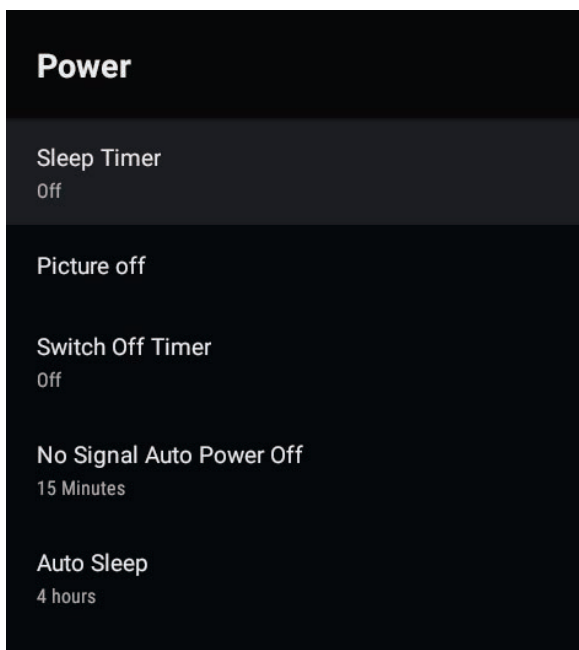 Power
Sleep Timer
Off
Picture off
Switch Off Timer
Off
No Signal Auto Power Off
15 Minutes
Auto Sleep
4 hours